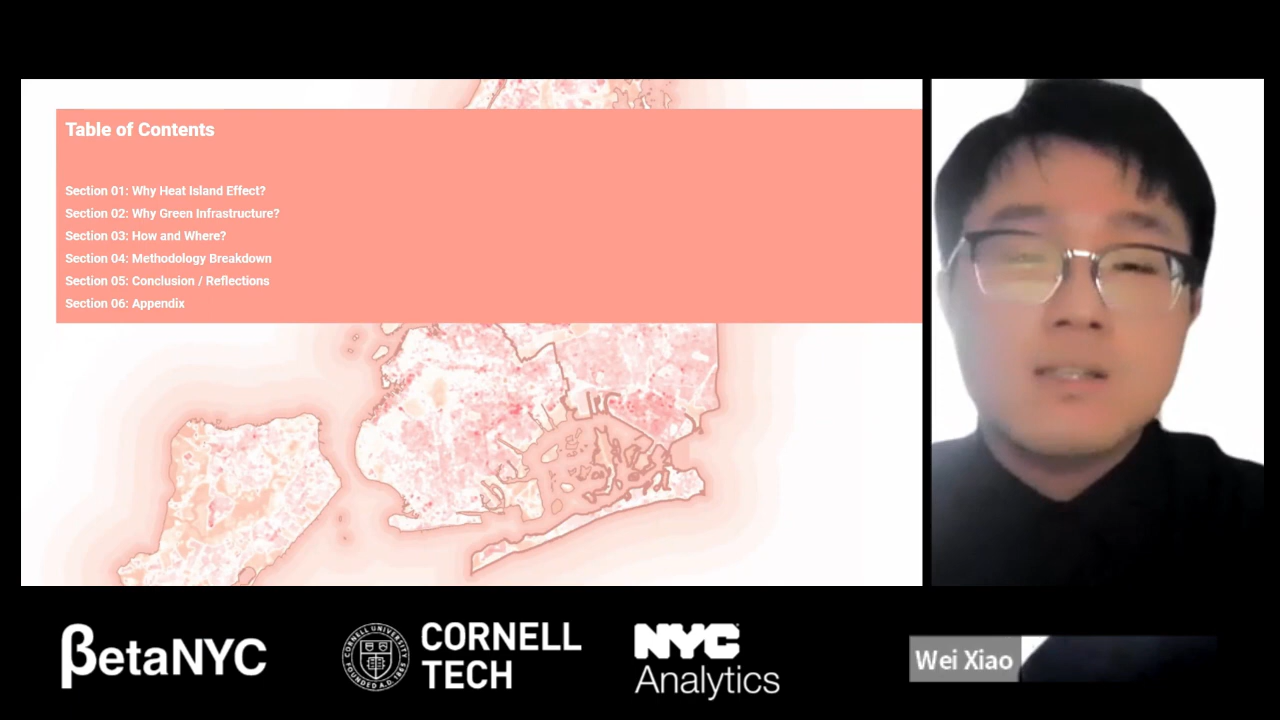 Table of Contents
Section 01: Why Heat Island Effect?
Section 02: Why Green Infrastructure?
Section 03: How and Where?
Section 04: Methodology Breakdown
Section 05: Conclusion / Reflections
Section 06: Appendix
βetaNYC
CORNELL
TECH
NYC
Analytics
Wei Xiao